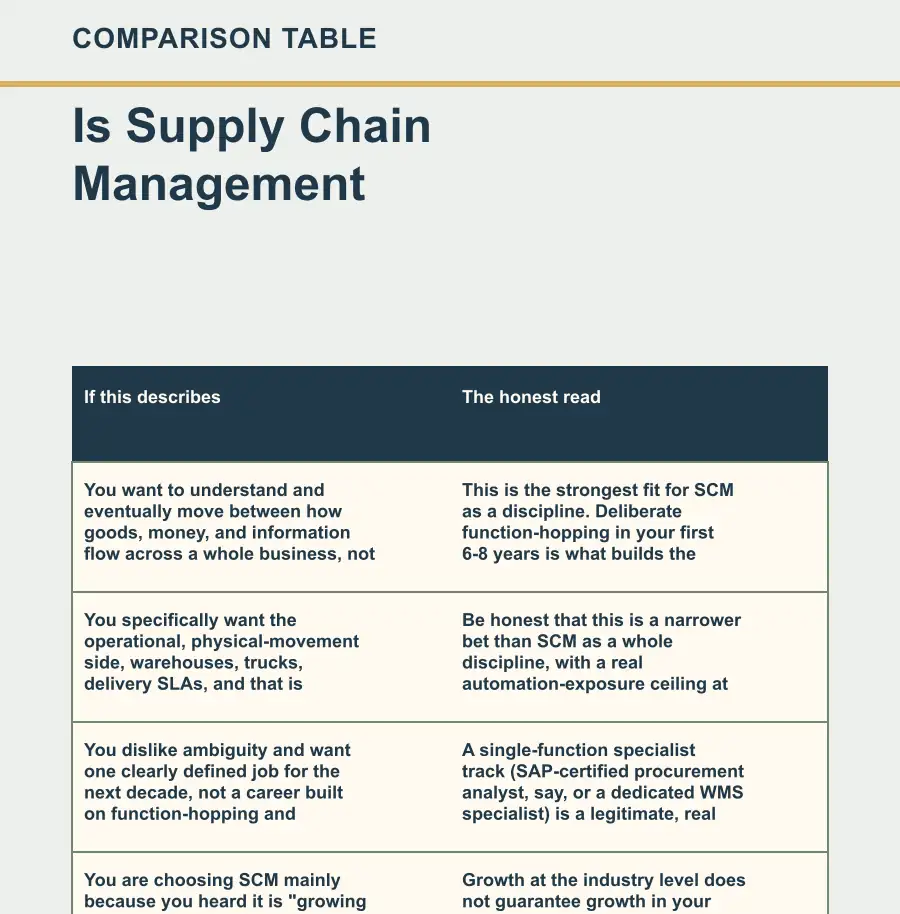 COMPARISON TABLE
Is Supply Chain
Management
If this describes
The honest read
You want to understand and
eventually move between how
goods, money, and information
flow across a whole business, not
This is the strongest fit for SCM
as a discipline. Deliberate
function-hopping in your first
6-8 years is what builds the
You specifically want the
operational, physical-movement
side, warehouses, trucks,
delivery SLAs, and that is
Be honest that this is a narrower
bet than SCM as a whole
discipline, with a real
automation-exposure ceiling at
You dislike ambiguity and want
one clearly defined job for the
next decade, not a career built
on function-hopping and
A single-function specialist
track (SAP-certified procurement
analyst, say, or a dedicated WMS
specialist) is a legitimate, real
You are choosing SCM mainly
because you heard it is "growing
Growth at the industry level does
not guarantee growth in your